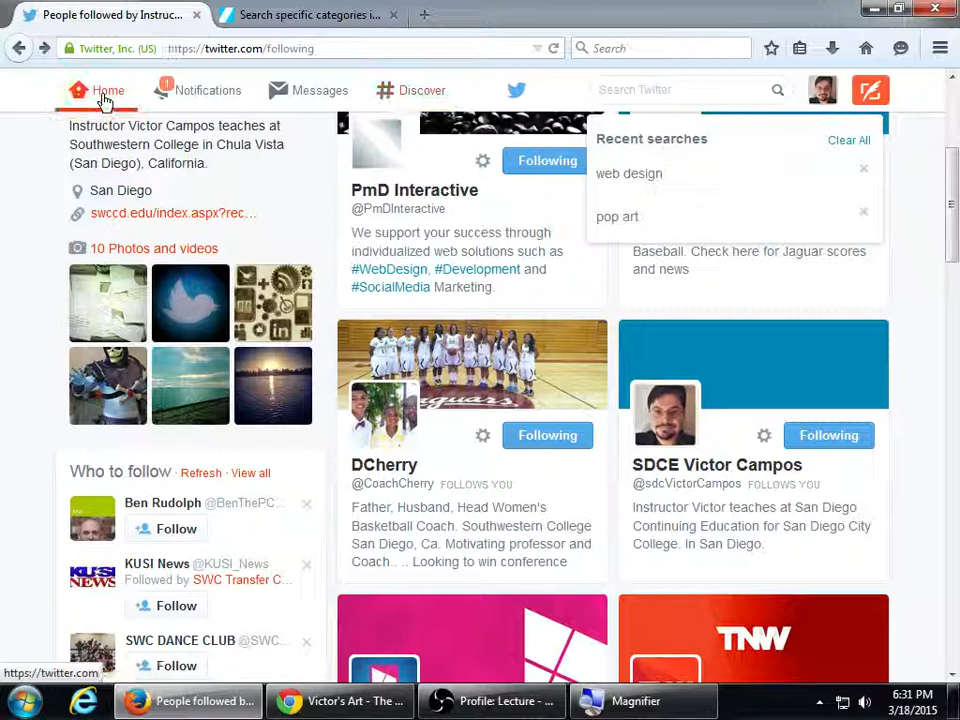 People followed by Instruc...
Search specific categories i...
Twitter, Inc. (US)
https://twitter.com/following
Search
Home
1
Notifications
Messages
Discover
Search Twitter
Recent searches
Clear All
web design
pop art
Instructor Victor Campos teaches at
Southwestern College in Chula Vista
(San Diego), California.
San Diego
swccd.edu/index.aspx?rec...
10 Photos and videos
Who to follow · Refresh · View all
Ben Rudolph @BenThePC...
Follow
KUSI News @KUSI_News
Followed by SWC Transfer C...
Follow
SWC DANCE CLUB @SWC...
Follow
KUSI
NEWS
Following
PmD Interactive
@PmDInteractive
We support your success through
individualized web solutions such as
#WebDesign, #Development and
#SocialMedia Marketing.
Baseball. Check here for Jaguar scores
and news
Jaguars
Following
DCherry
@CoachCherry FOLLOWS YOU
Father, Husband, Head Women's
Basketball Coach. Southwestern College
San Diego, Ca. Motivating professor and
Coach.. .. Looking to win conference
Following
SDCE Victor Campos
@sdcVictorCampos FOLLOWS YOU
Instructor Victor teaches at San Diego
Continuing Education for San Diego City
College. In San Diego.
TNW
https://twitter.com
People followed b...
Victor's Art - The ...
Profile: Lecture - ...
Magnifier
6:31 PM
3/18/2015